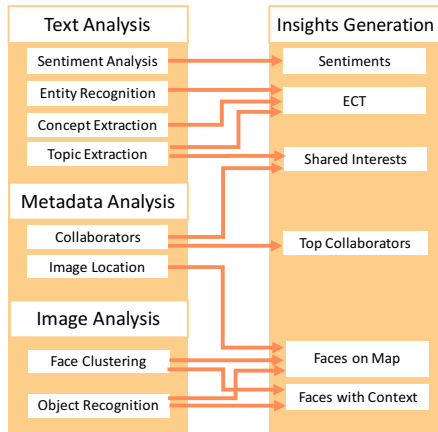 Text Analysis
Sentiment Analysis
Entity Recognition
Concept Extraction
Topic Extraction
Metadata Analysis
Collaborators
Image Location
Image Analysis
Face Clustering
Object Recognition
Insights Generation
Sentiments
ECT
Shared Interests
Top Collaborators
Faces on Map
Faces with Context